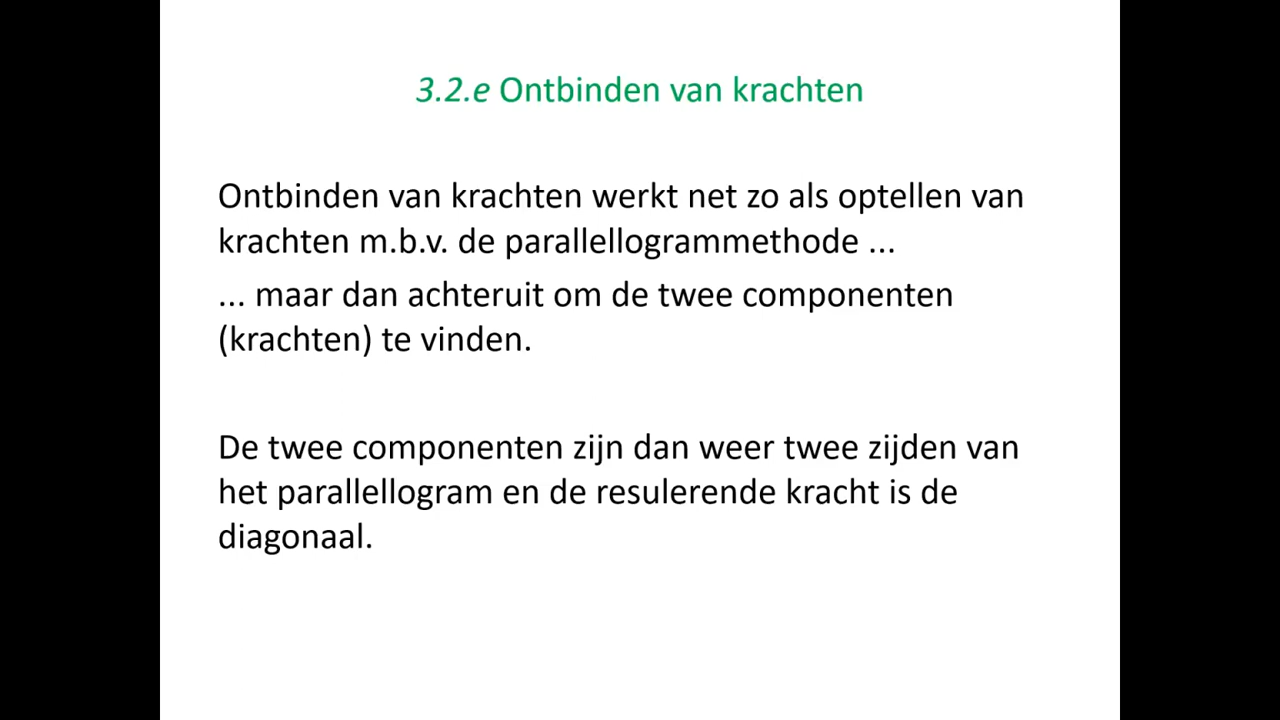 3.2.e Ontbinden van krachten
Ontbinden van krachten werkt net zo als optellen van
krachten m.b.v. de parallellogrammethode ...
... maar dan achteruit om de twee componenten
(krachten) te vinden.
De twee componenten zijn dan weer twee zijden van
het parallellogram en de resulerende kracht is de
diagonaal.